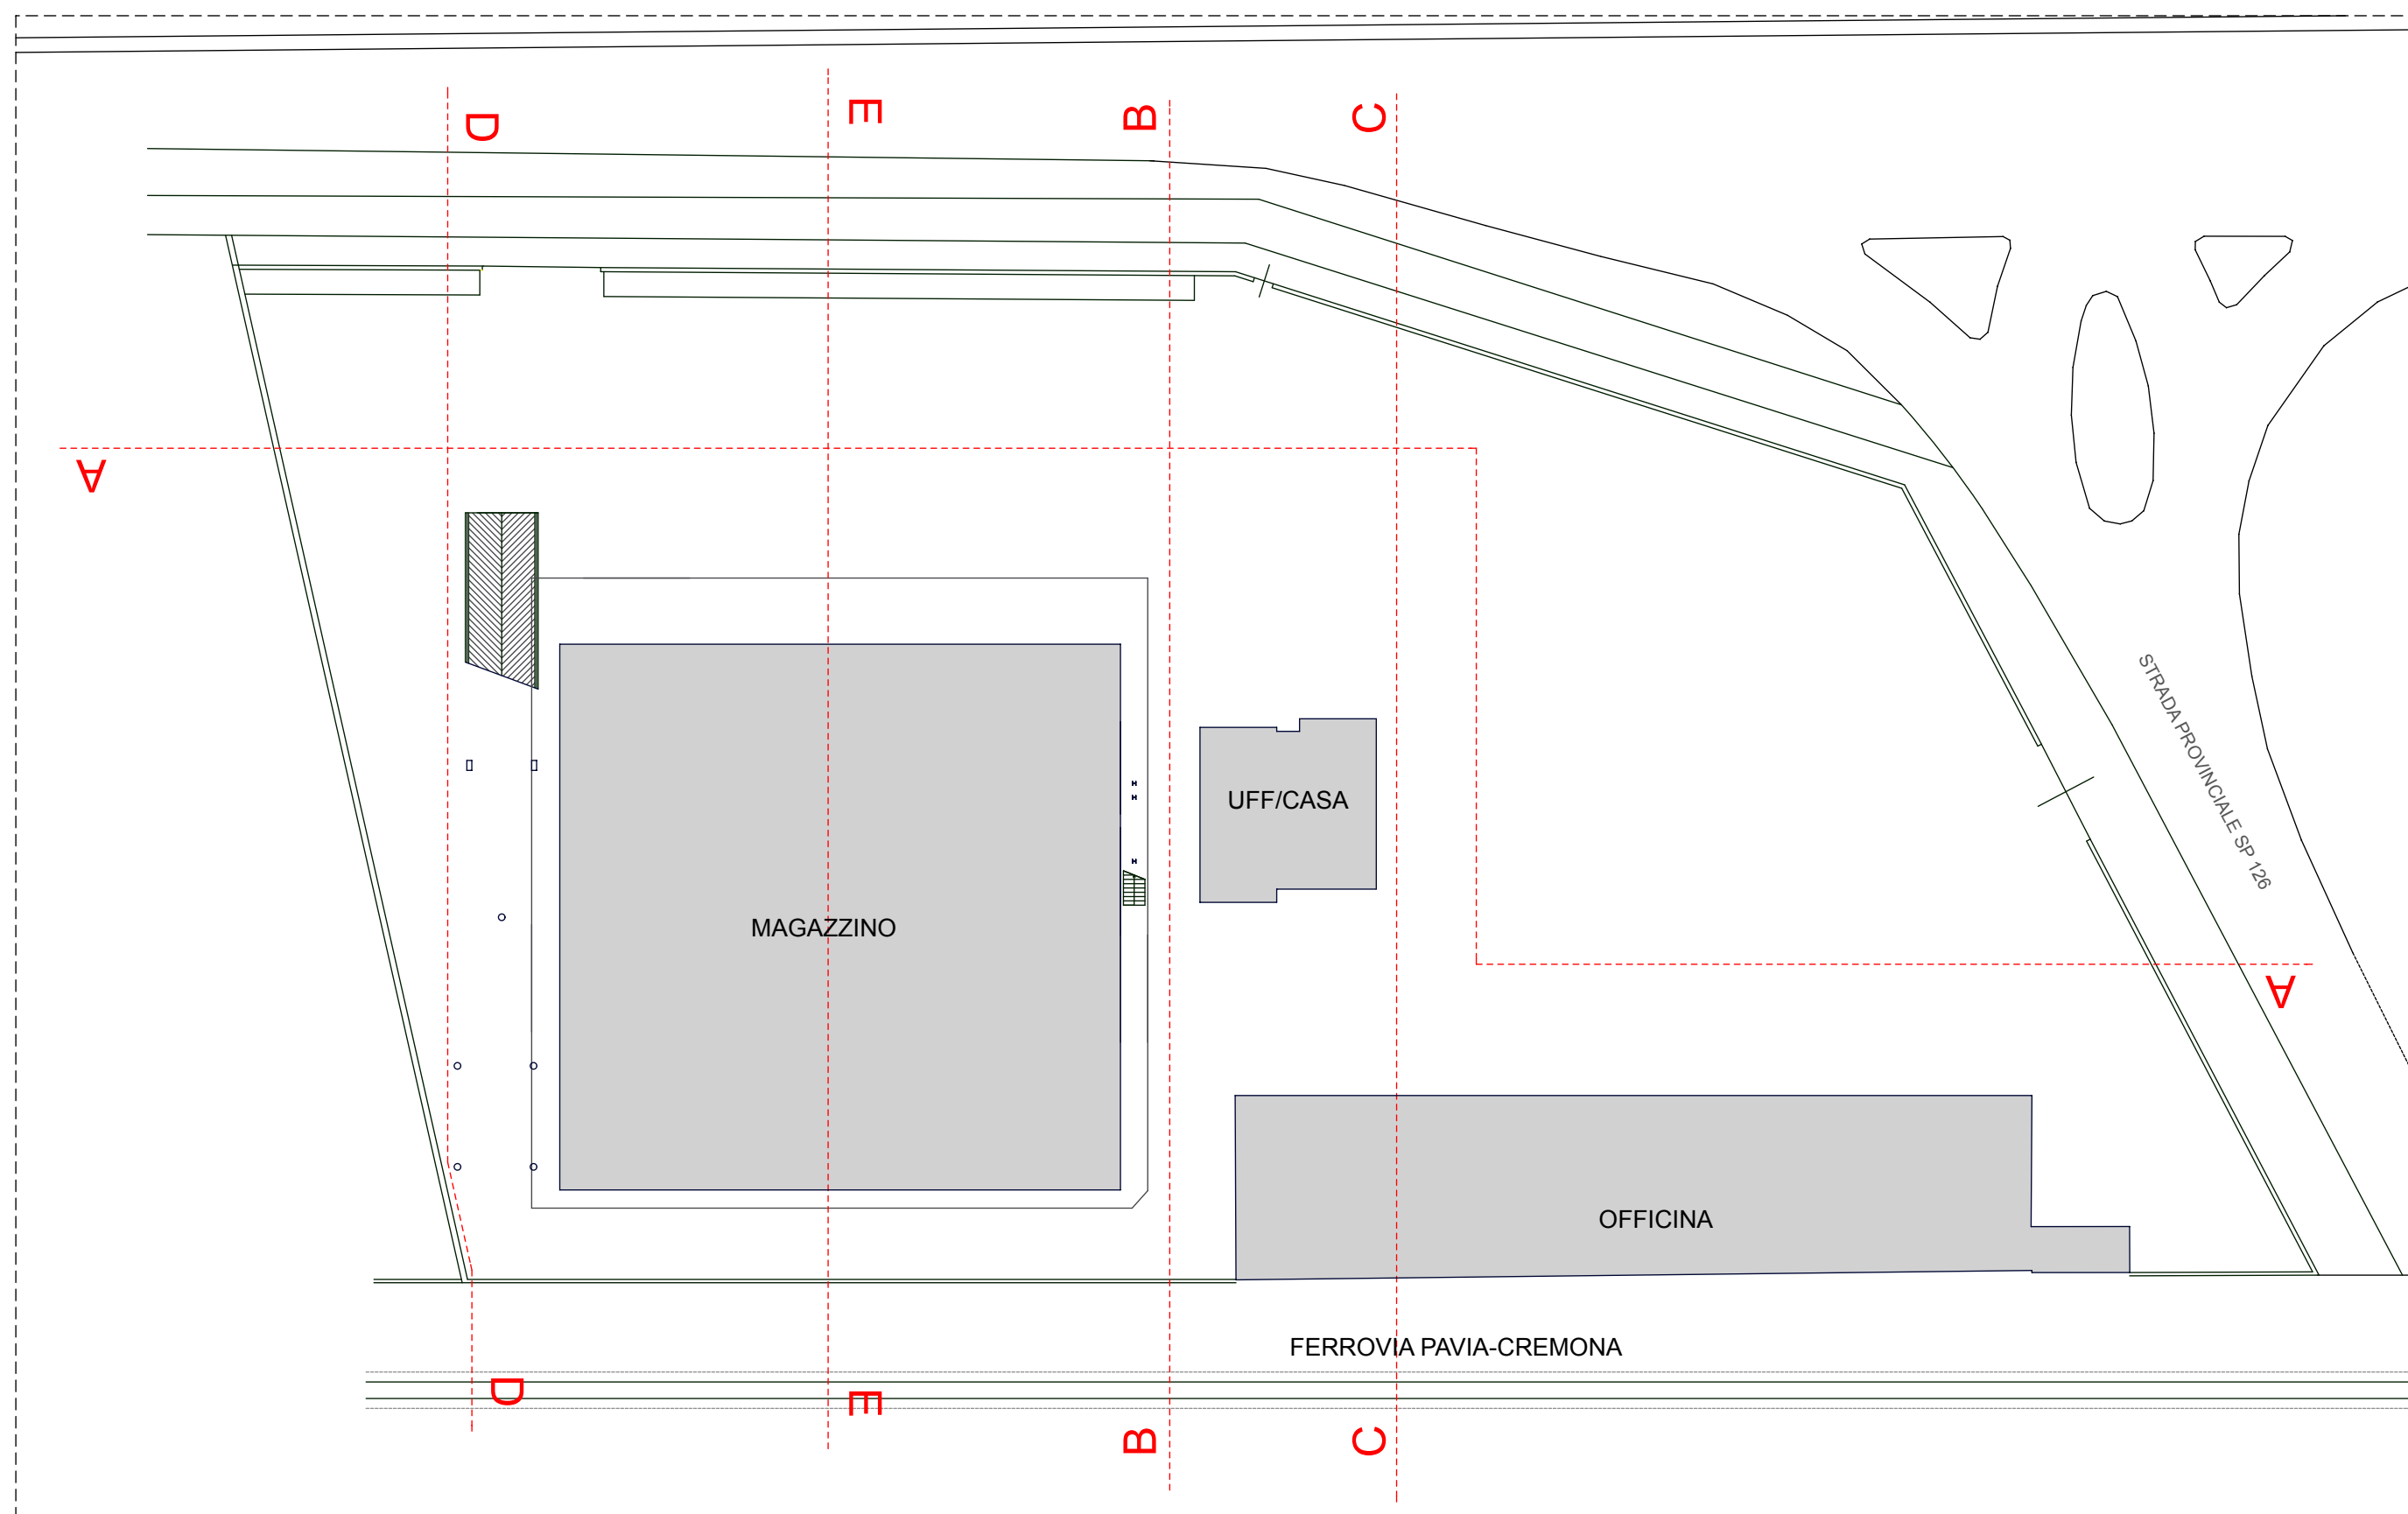 D
E
B
C
A
UFF/CASA
STRADA PROVINCIALE SP 126
MAGAZZINO
A
OFFICINA
FERROVIA PAVIA-CREMONA
D
E
B
C